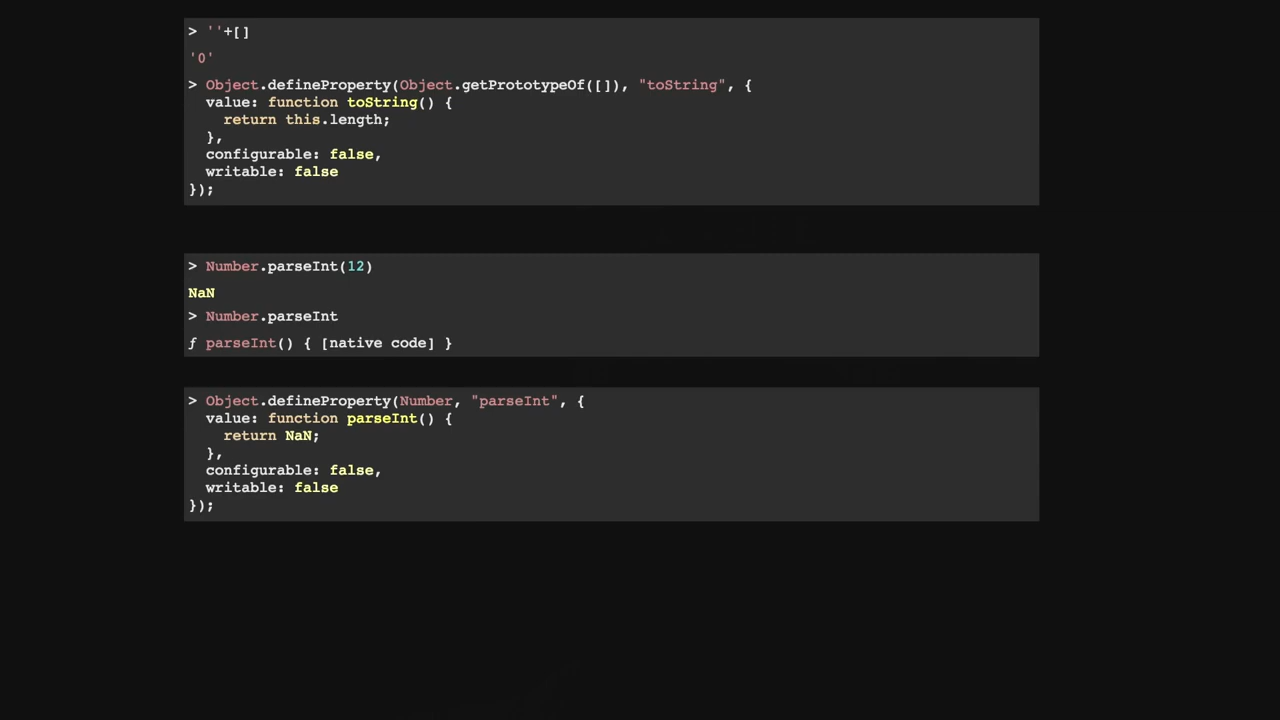 > ''+[]
'0'
> Object.defineProperty(Object.getPrototypeOf([]), "toString", {
  value: function toString() {
    return this.length;
  },
  configurable: false,
  writable: false
});
> Number.parseInt(12)
NaN
> Number.parseInt
ƒ parseInt() { [native code] }
> Object.defineProperty(Number, "parseInt", {
  value: function parseInt() {
    return NaN;
  },
  configurable: false,
  writable: false
});